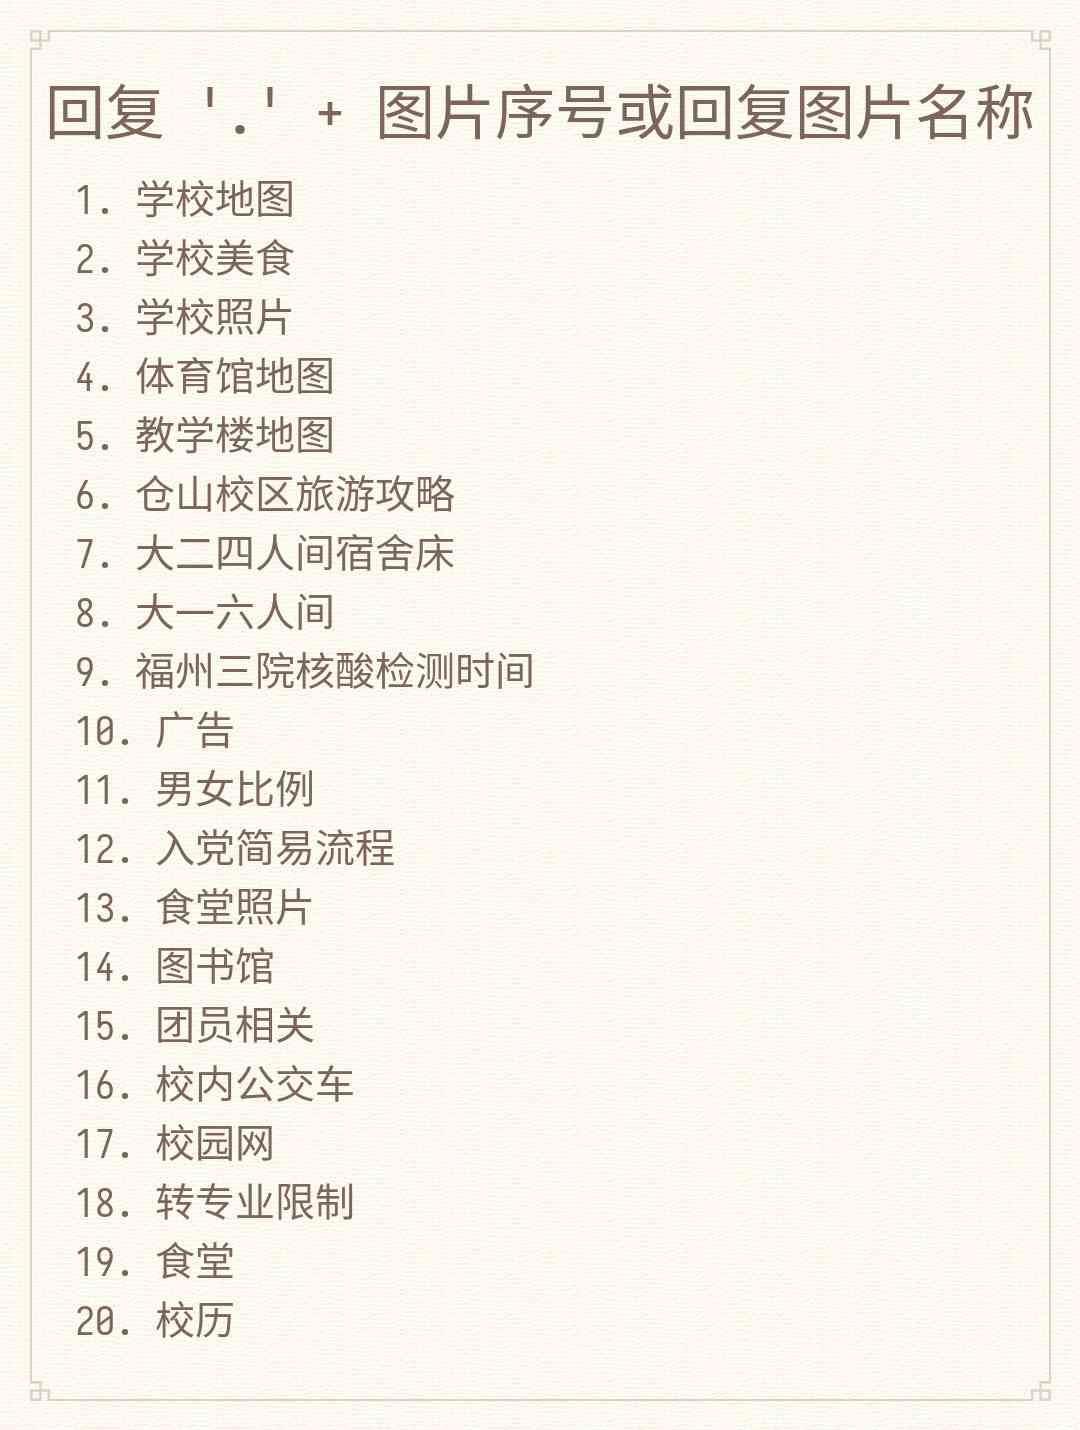 回复 '.' + 图片序号或回复图片名称
1. 学校地图
2. 学校美食
3. 学校照片
4. 体育馆地图
5. 教学楼地图
6. 仓山校区旅游攻略
7. 大二四人间宿舍床
8. 大一六人间
9. 福州三院核酸检测时间
10. 广告
11. 男女比例
12. 入党简易流程
13. 食堂照片
14. 图书馆
15. 团员相关
16. 校内公交车
17. 校园网
18. 转专业限制
19. 食堂
20. 校历